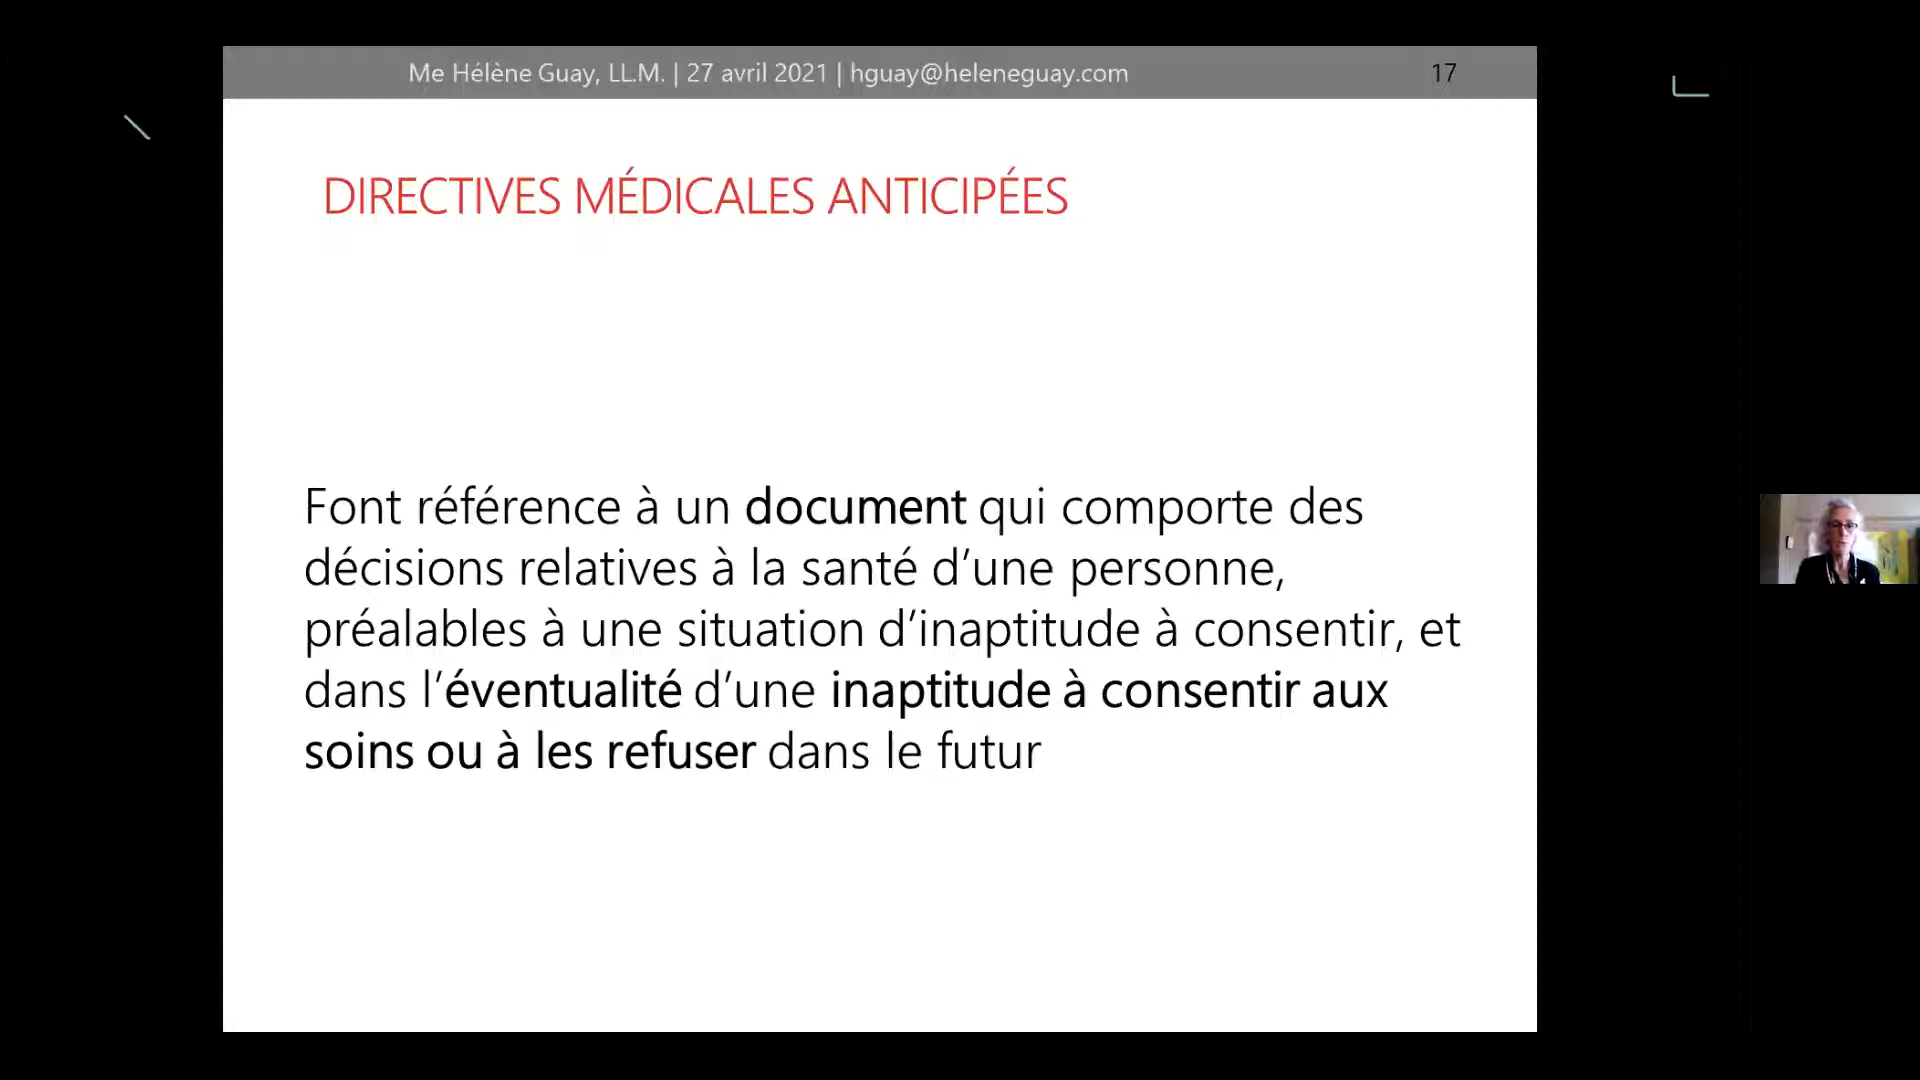 Me Hélène Guay, LL.M. | 27 avril 2021 | hguay@heleneguay.com 17
DIRECTIVES MÉDICALES ANTICIPÉES
Font référence à un document qui comporte des
décisions relatives à la santé d’une personne,
préalables à une situation d’inaptitude à consentir, et
dans l’éventualité d’une inaptitude à consentir aux
soins ou à les refuser dans le futur